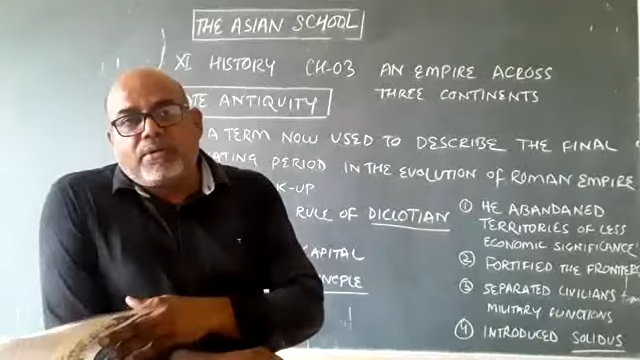 THE ASIAN SCHOOL
XI HISTORY CH-03 AN EMPIRE ACROSS
THREE CONTINENTS
TE ANTIQUITY
A TERM NOW USED TO DESCRIBE THE FINAL
ATING PERIOD IN THE EVOLUTION OF ROMAN EMPIRE
K-UP
RULE OF DICLOTIAN
CAPITAL
① HE ABANDANED
TERRITORIES OF LESS
ECONOMIC SIGNIFICANCE
② FORTIFIED THE FRONTIERS
③ SEPARATED CIVILIANS from
MILITARY FUNCTIONS
④ INTRODUCED SOLIDUS